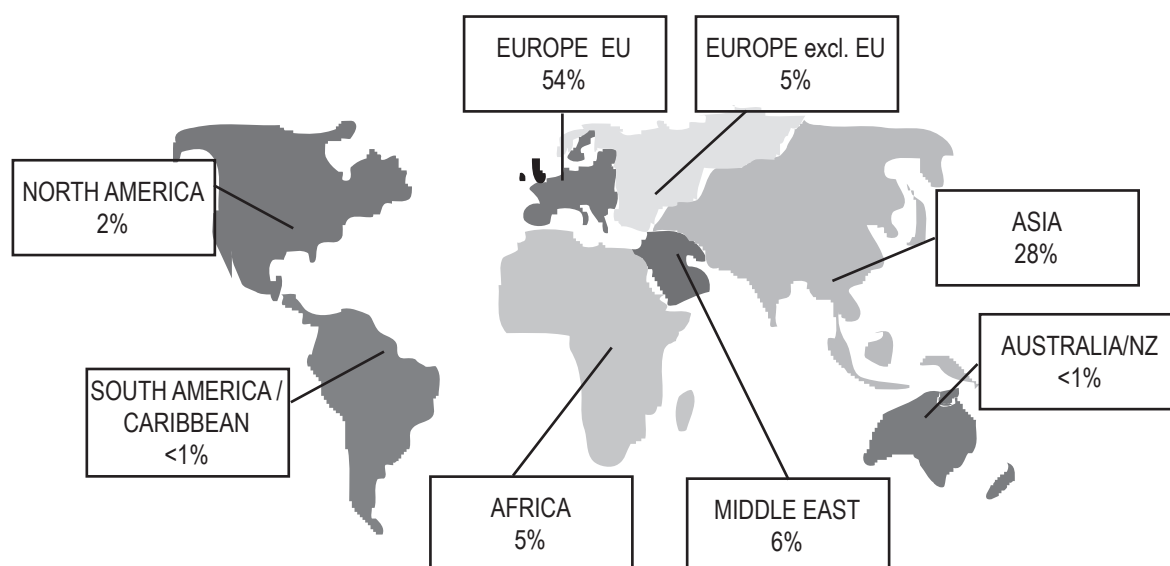 EUROPE EU
54%
EUROPE excl. EU
5%
NORTH AMERICA
2%
ASIA
28%
AUSTRALIA/NZ
<1%
SOUTH AMERICA /
CARIBBEAN
<1%
AFRICA
5%
MIDDLE EAST
6%